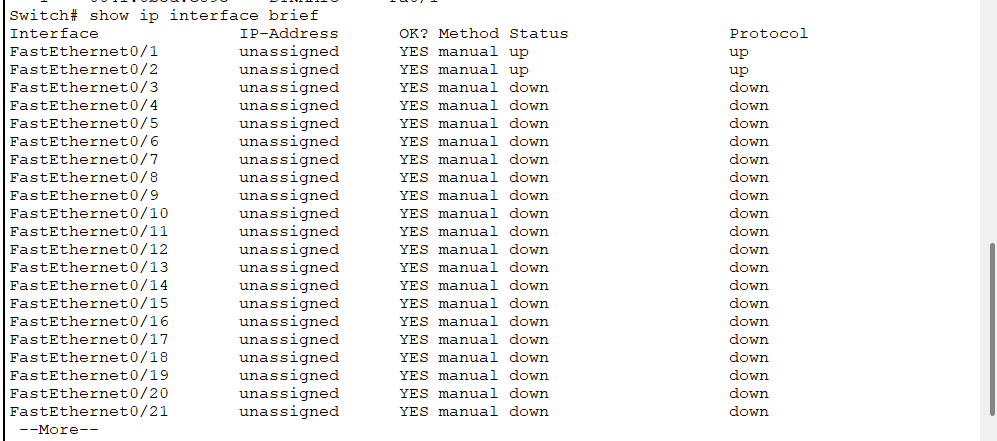 Switch# show ip interface brief
Interface IP-Address OK? Method Status Protocol
FastEthernet0/1 unassigned YES manual up up
FastEthernet0/2 unassigned YES manual up up
FastEthernet0/3 unassigned YES manual down down
FastEthernet0/4 unassigned YES manual down down
FastEthernet0/5 unassigned YES manual down down
FastEthernet0/6 unassigned YES manual down down
FastEthernet0/7 unassigned YES manual down down
FastEthernet0/8 unassigned YES manual down down
FastEthernet0/9 unassigned YES manual down down
FastEthernet0/10 unassigned YES manual down down
FastEthernet0/11 unassigned YES manual down down
FastEthernet0/12 unassigned YES manual down down
FastEthernet0/13 unassigned YES manual down down
FastEthernet0/14 unassigned YES manual down down
FastEthernet0/15 unassigned YES manual down down
FastEthernet0/16 unassigned YES manual down down
FastEthernet0/17 unassigned YES manual down down
FastEthernet0/18 unassigned YES manual down down
FastEthernet0/19 unassigned YES manual down down
FastEthernet0/20 unassigned YES manual down down
FastEthernet0/21 unassigned YES manual down down
--More--